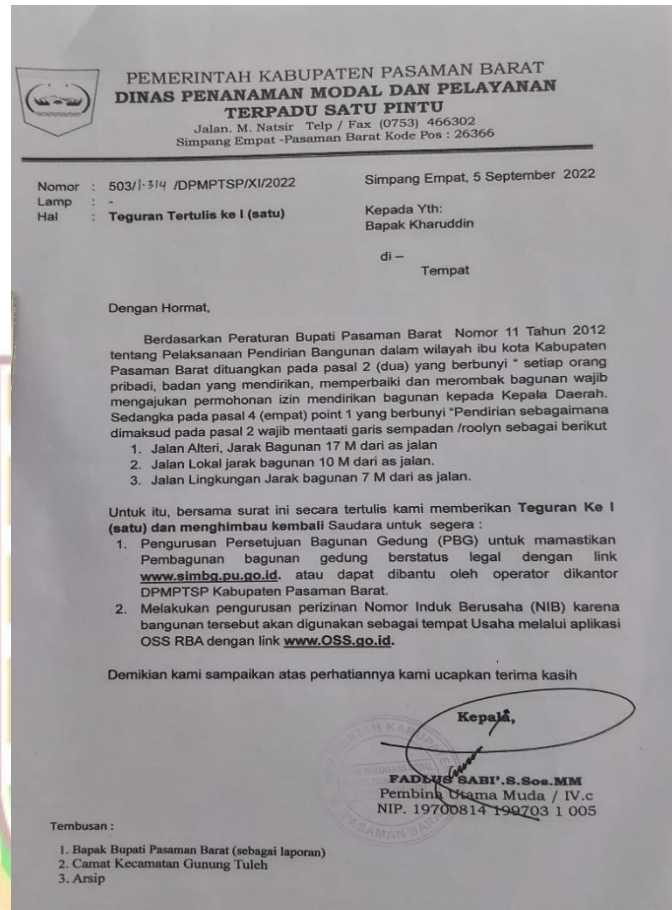 PEMERINTAH KABUPATEN PASAMAN BARAT
DINAS PENANAMAN MODAL DAN PELAYANAN
TERPADU SATU PINTU
Jalan. M. Natsir Telp / Fax (0753) 466302
Simpang Empat -Pasaman Barat Kode Pos : 26366
Nomor : 503/1.314 /DPMPTSP/XI/2022
Lamp : -
Hal : Teguran Tertulis ke I (satu)
Simpang Empat, 5 September 2022
Kepada Yth:
Bapak Kharuddin
di –
Tempat
Dengan Hormat,
Berdasarkan Peraturan Bupati Pasaman Barat Nomor 11 Tahun 2012
tentang Pelaksanaan Pendirian Bangunan dalam wilayah ibu kota Kabupaten
Pasaman Barat dituangkan pada pasal 2 (dua) yang berbunyi " setiap orang
pribadi, badan yang mendirikan, memperbaiki dan merombak bagunan wajib
mengajukan permohonan izin mendirikan bagunan kepada Kepala Daerah.
Sedangka pada pasal 4 (empat) point 1 yang berbunyi "Pendirian sebagaimana
dimaksud pada pasal 2 wajib mentaati garis sempadan /roolyn sebagai berikut
1. Jalan Alteri, Jarak Bagunan 17 M dari as jalan
2. Jalan Lokal jarak bagunan 10 M dari as jalan.
3. Jalan Lingkungan Jarak bagunan 7 M dari as jalan.
Untuk itu, bersama surat ini secara tertulis kami memberikan Teguran Ke I
(satu) dan menghimbau kembali Saudara untuk segera :
1. Pengurusan Persetujuan Bagunan Gedung (PBG) untuk mamastikan
Pembagunan bagunan gedung berstatus legal dengan link
www.simbg.pu.go.id. atau dapat dibantu oleh operator dikantor
DPMPTSP Kabupaten Pasaman Barat.
2. Melakukan pengurusan perizinan Nomor Induk Berusaha (NIB) karena
bangunan tersebut akan digunakan sebagai tempat Usaha melalui aplikasi
OSS RBA dengan link www.OSS.go.id.
Demikian kami sampaikan atas perhatiannya kami ucapkan terima kasih
Kepala,
FADLUS SABI'.S.Sos.MM
Pembina Utama Muda / IV.c
NIP. 19700814 199703 1 005
Tembusan :
1. Bapak Bupati Pasaman Barat (sebagai laporan)
2. Camat Kecamatan Gunung Tuleh
3. Arsip